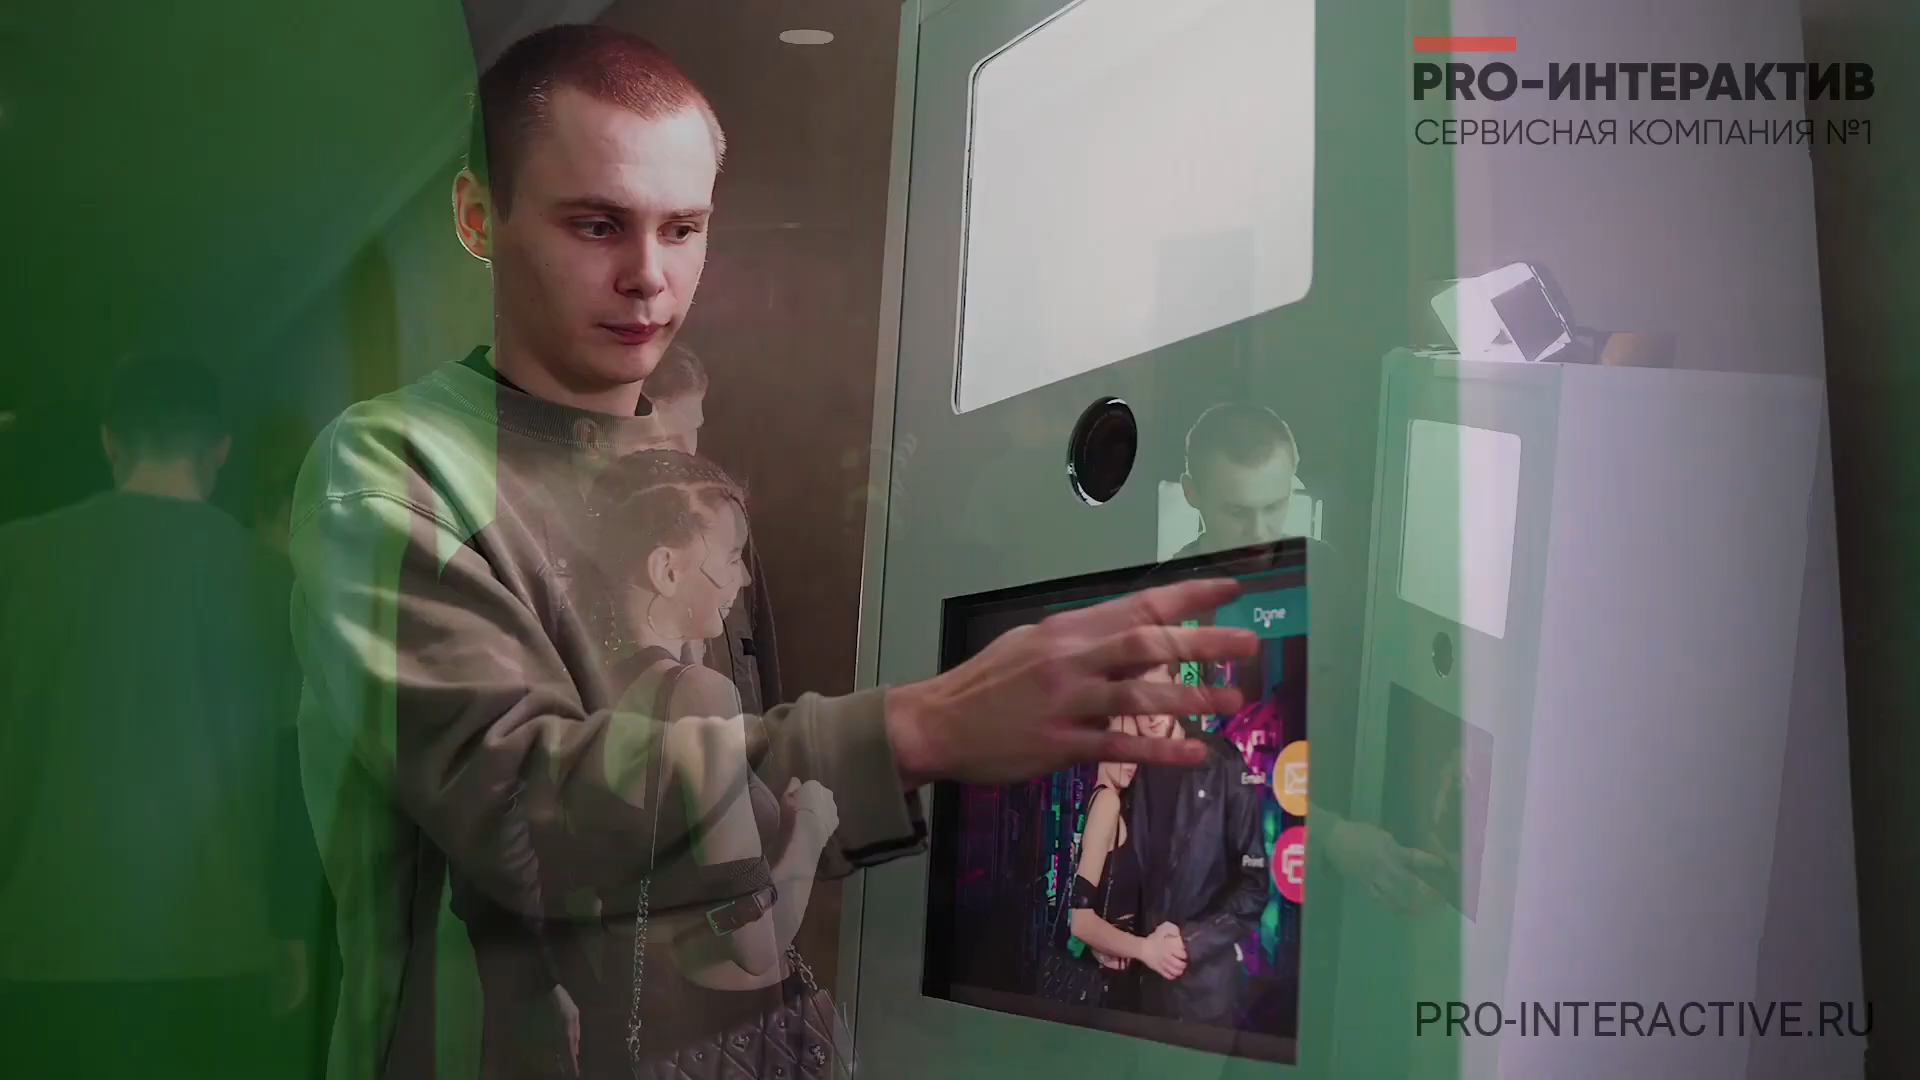 PRO-ИНТЕРАКТИВ
СЕРВИСНАЯ КОМПАНИЯ №1
Done
Email
Print
PRO-INTERACTIVE.RU